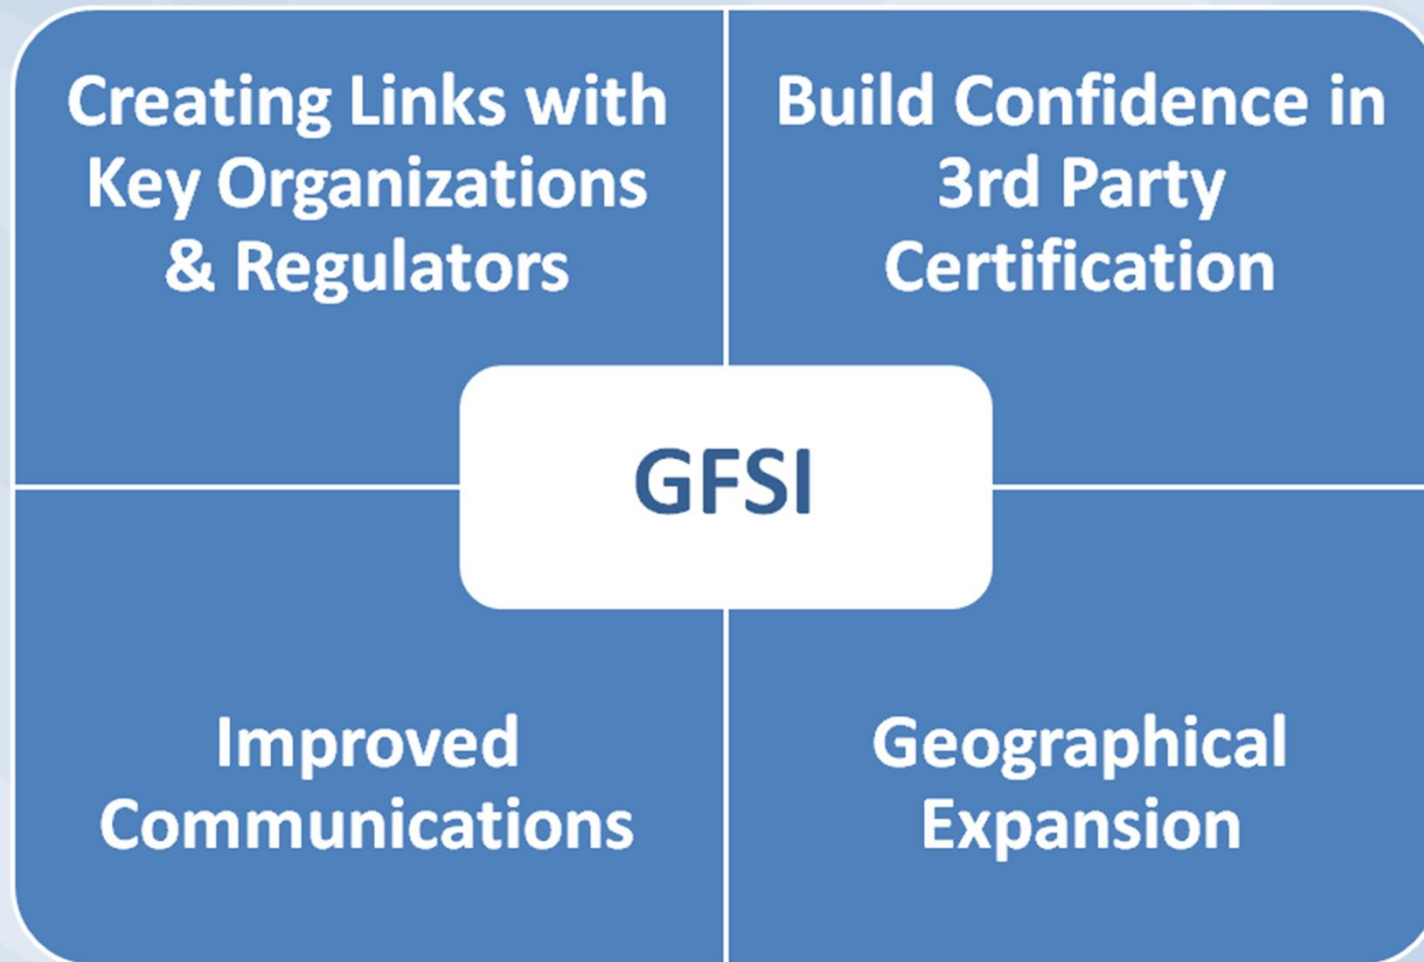 Creating Links with
Key Organizations
& Regulators
Build Confidence in
3rd Party
Certification
GFSI
Improved
Communications
Geographical
Expansion